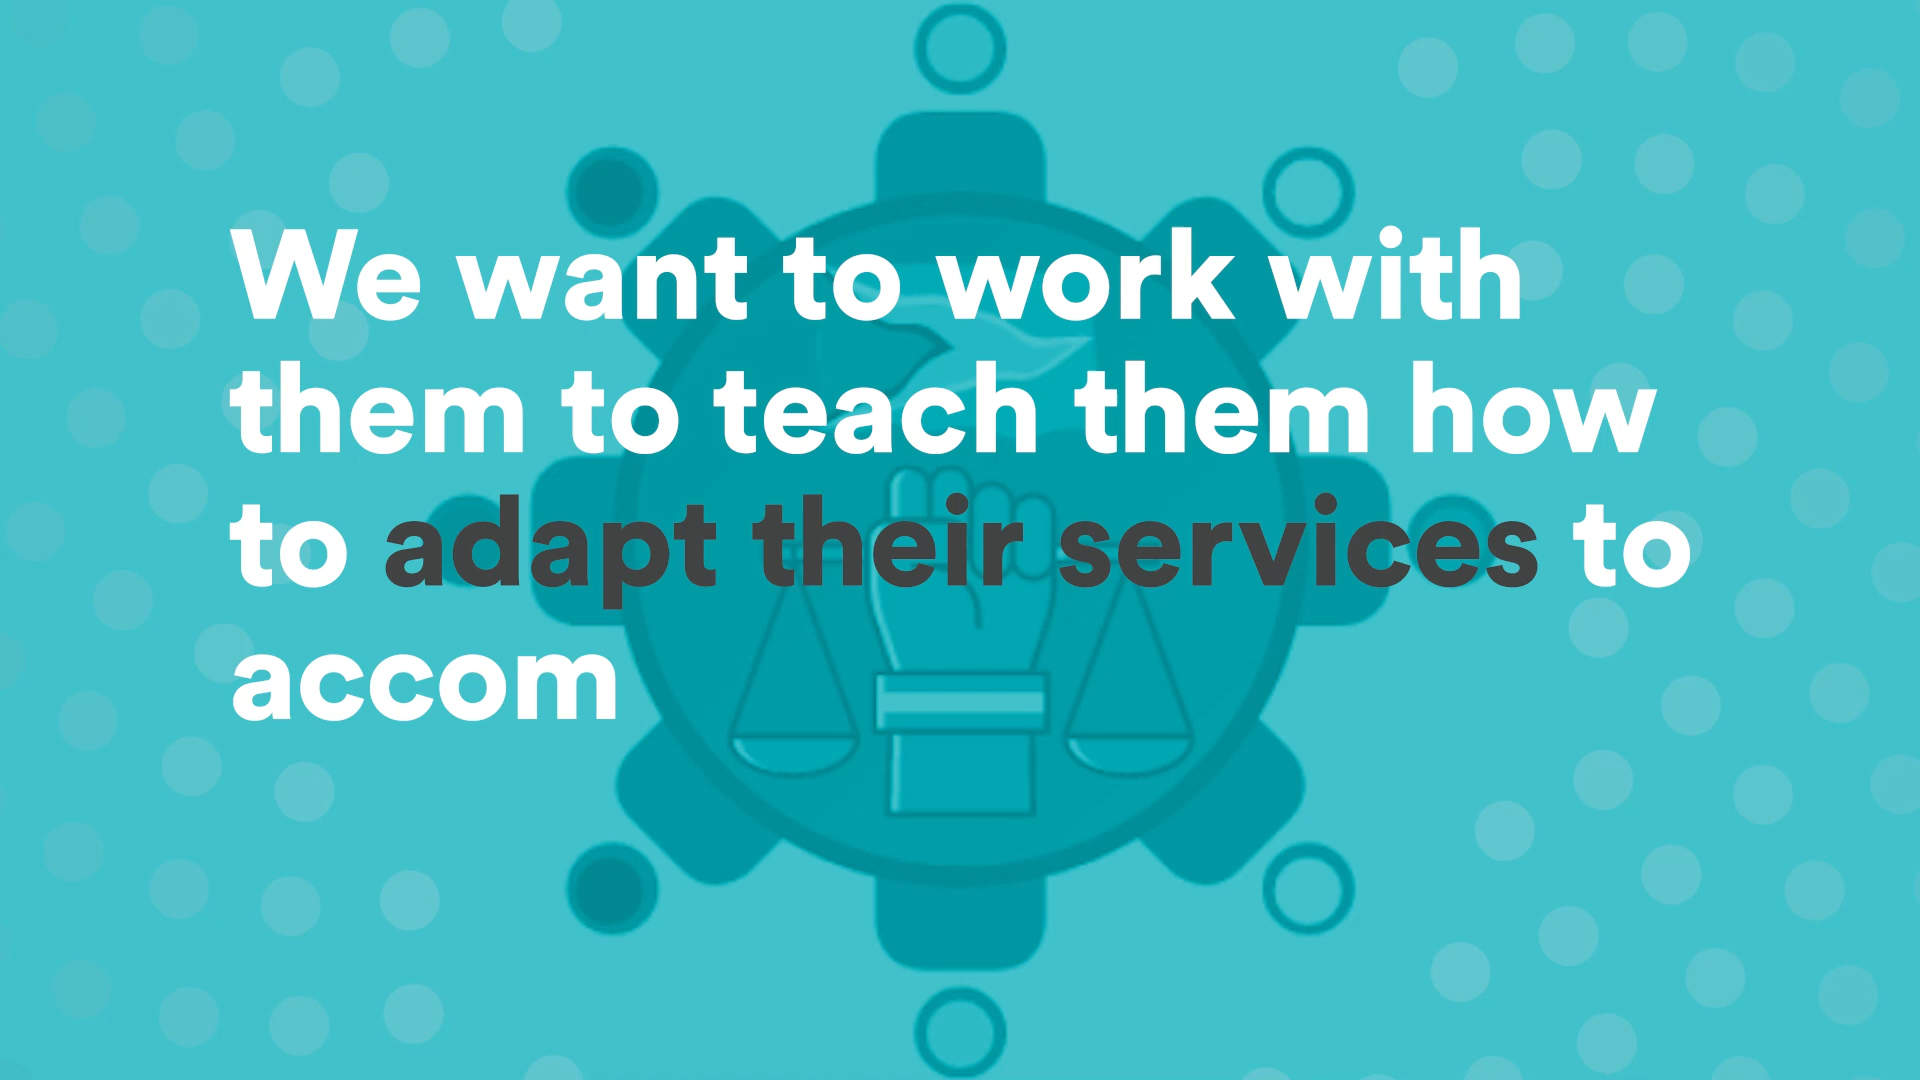 We want to work with
them to teach them how
to adapt their services to
accom